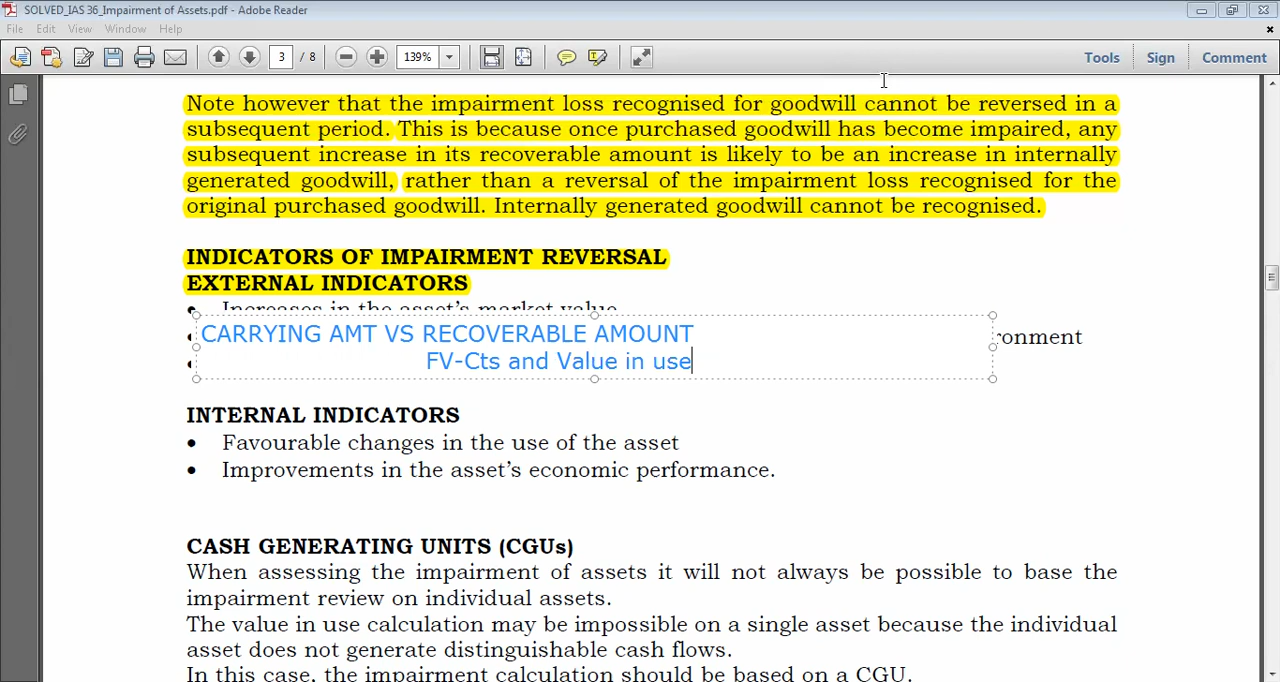 SOLVED_IAS 36_Impairment of Assets.pdf - Adobe Reader
File Edit View Window Help
3 / 8 139% Tools Sign Comment
Note however that the impairment loss recognised for goodwill cannot be reversed in a
subsequent period. This is because once purchased goodwill has become impaired, any
subsequent increase in its recoverable amount is likely to be an increase in internally
generated goodwill, rather than a reversal of the impairment loss recognised for the
original purchased goodwill. Internally generated goodwill cannot be recognised.
INDICATORS OF IMPAIRMENT REVERSAL
EXTERNAL INDICATORS
• Increases in the asset's market value
CARRYING AMT VS RECOVERABLE AMOUNT
ronment
FV-Cts and Value in use
INTERNAL INDICATORS
• Favourable changes in the use of the asset
• Improvements in the asset's economic performance.
CASH GENERATING UNITS (CGUs)
When assessing the impairment of assets it will not always be possible to base the
impairment review on individual assets.
The value in use calculation may be impossible on a single asset because the individual
asset does not generate distinguishable cash flows.
In this case, the impairment calculation should be based on a CGU.